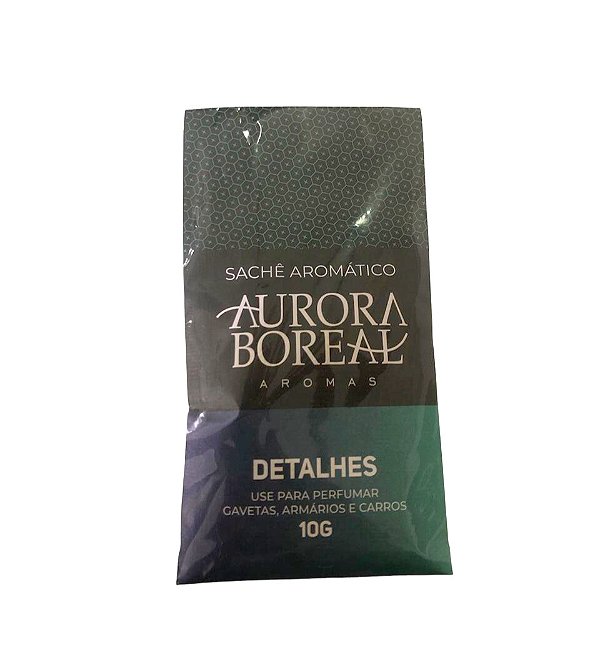 SACHÊ AROMÁTICO
AURORA
BOREAL
AROMAS
DETALHES
USE PARA PERFUMAR
GAVETAS, ARMÁRIOS E CARROS
10G